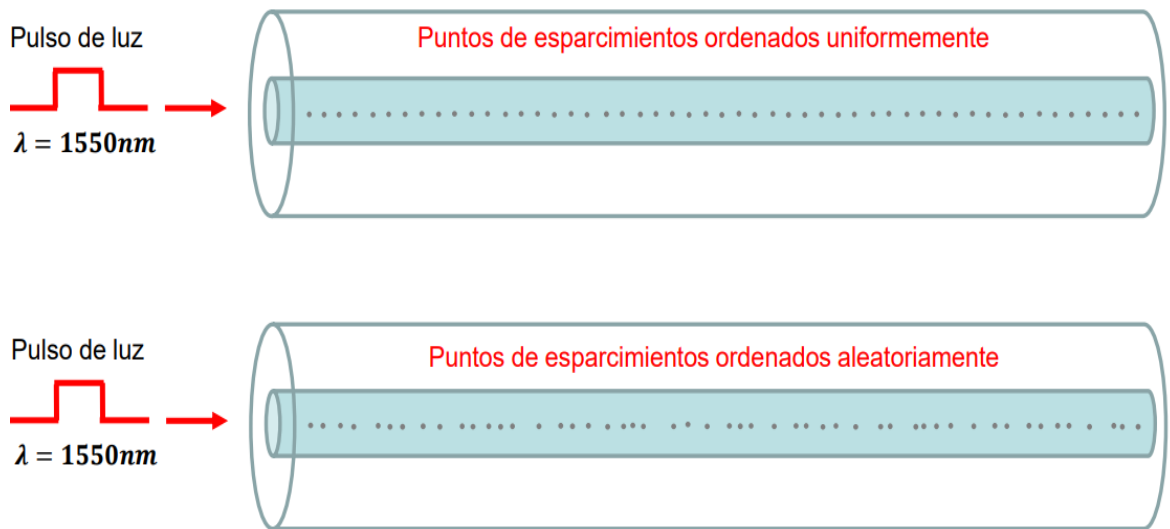 Pulso de luz
Puntos de esparcimientos ordenados uniformemente
λ = 1550nm
Pulso de luz
Puntos de esparcimientos ordenados aleatoriamente
λ = 1550nm